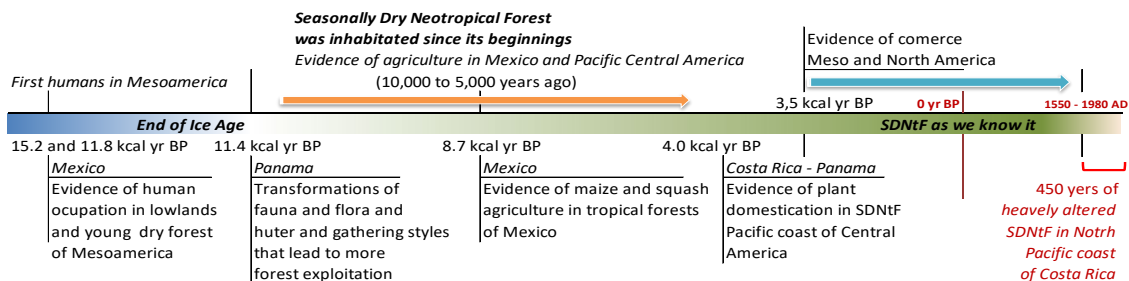 Seasonally Dry Neotropical Forest
was inhabitated since its beginnings
Evidence of agriculture in Mexico and Pacific Central America
(10,000 to 5,000 years ago)
First humans in Mesoamerica
Evidence of comerce
Meso and North America
3,5 kcal yr BP
0 yr BP
1550 - 1980 AD
End of Ice Age
SDNtF as we know it
15.2 and 11.8 kcal yr BP
11.4 kcal yr BP
8.7 kcal yr BP
4.0 kcal yr BP
Mexico
Evidence of human
ocupation in lowlands
and young dry forest
of Mesoamerica
Panama
Transformations of
fauna and flora and
huter and gathering styles
that lead to more
forest exploitation
Mexico
Evidence of maize and squash
agriculture in tropical forests
of Mexico
Costa Rica - Panama
Evidence of plant
domestication in SDNtF
Pacific coast of Central
America
450 yers of
heavely altered
SDNtF in Notrh
Pacific coast
of Costa Rica